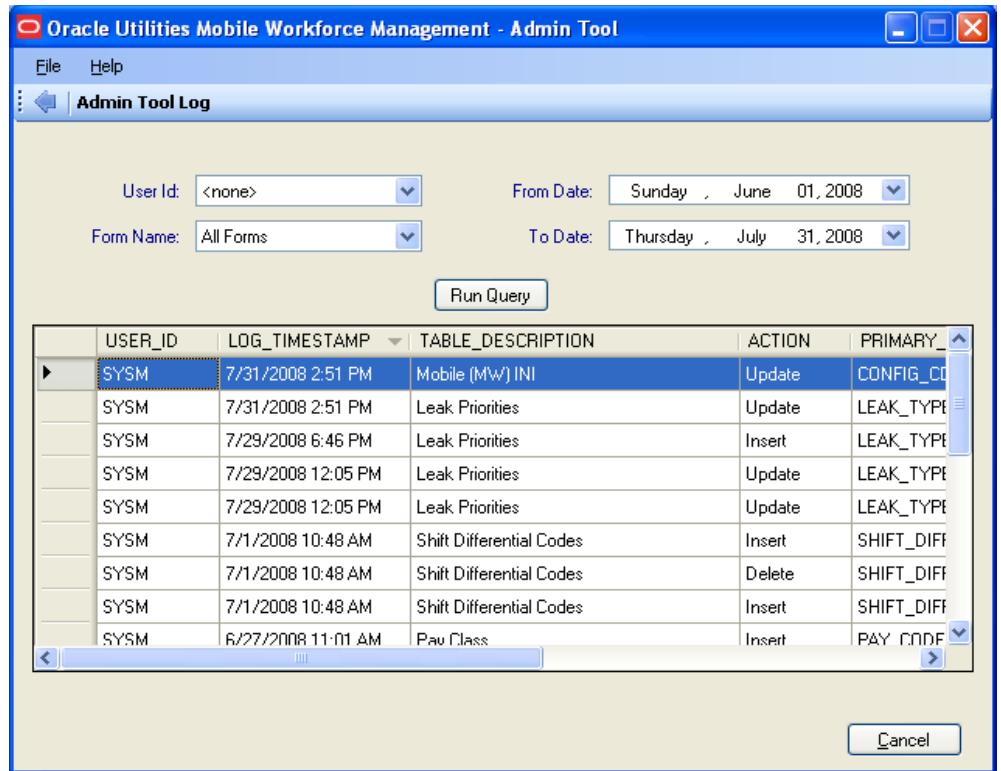 Oracle Utilities Mobile Workforce Management - Admin Tool
File Help
Admin Tool Log
User Id: <none> From Date: Sunday , June 01, 2008
Form Name: All Forms To Date: Thursday , July 31, 2008
Run Query
USER_ID LOG_TIMESTAMP TABLE_DESCRIPTION ACTION PRIMARY_
SYSM 7/31/2008 2:51 PM Mobile (MW) INI Update CONFIG_CD
SYSM 7/31/2008 2:51 PM Leak Priorities Update LEAK_TYPE
SYSM 7/29/2008 6:46 PM Leak Priorities Insert LEAK_TYPE
SYSM 7/29/2008 12:05 PM Leak Priorities Update LEAK_TYPE
SYSM 7/29/2008 12:05 PM Leak Priorities Update LEAK_TYPE
SYSM 7/1/2008 10:48 AM Shift Differential Codes Insert SHIFT_DIFF
SYSM 7/1/2008 10:48 AM Shift Differential Codes Delete SHIFT_DIFF
SYSM 7/1/2008 10:48 AM Shift Differential Codes Insert SHIFT_DIFF
SYSM 6/27/2008 11:01 AM Pay Class Insert PAY_CODE
Cancel